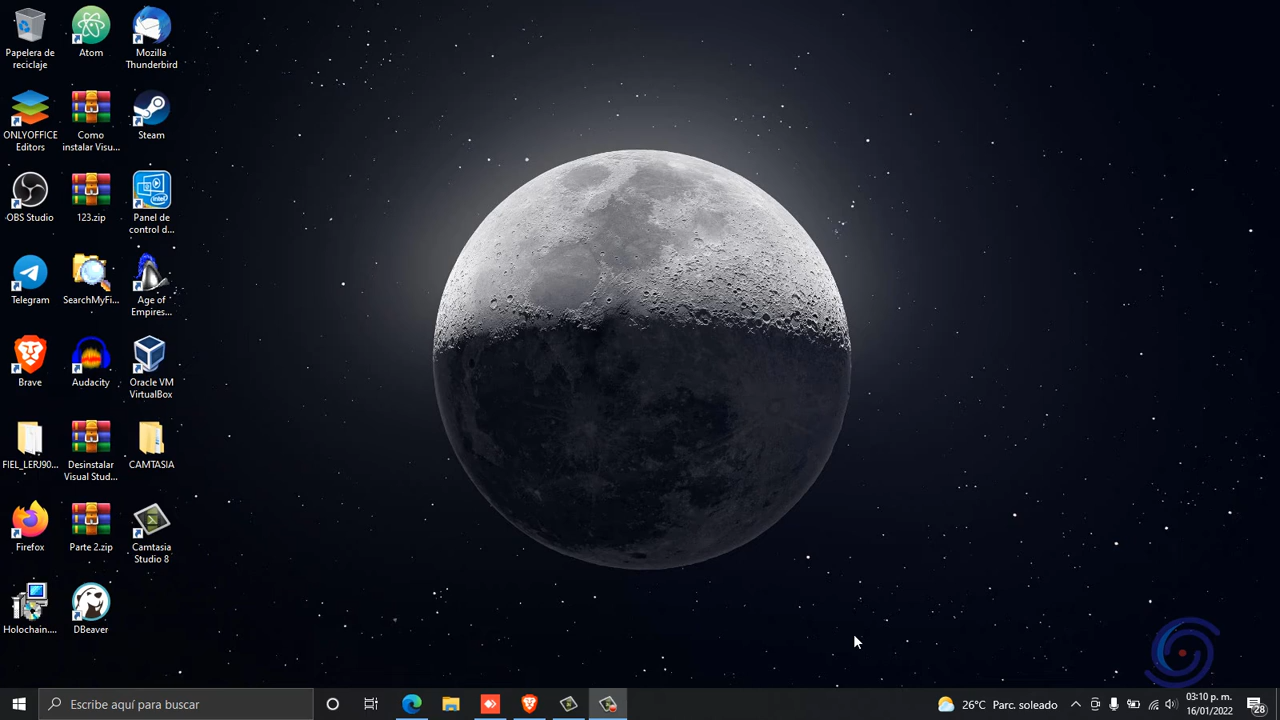 Papelera de
reciclaje
Atom
Mozilla
Thunderbird
ONLYOFFICE
Editors
Como
instalar Visu...
Steam
OBS Studio
123.zip
Panel de
control d...
Telegram
SearchMyFi...
Age of
Empires...
Brave
Audacity
Oracle VM
VirtualBox
FIEL_LERJ90...
Desinstalar
Visual Stud...
CAMTASIA
Firefox
Parte 2.zip
Camtasia
Studio 8
Holochain....
DBeaver
Escribe aquí para buscar
26°C Parc. soleado
03:10 p. m.
16/01/2022
28